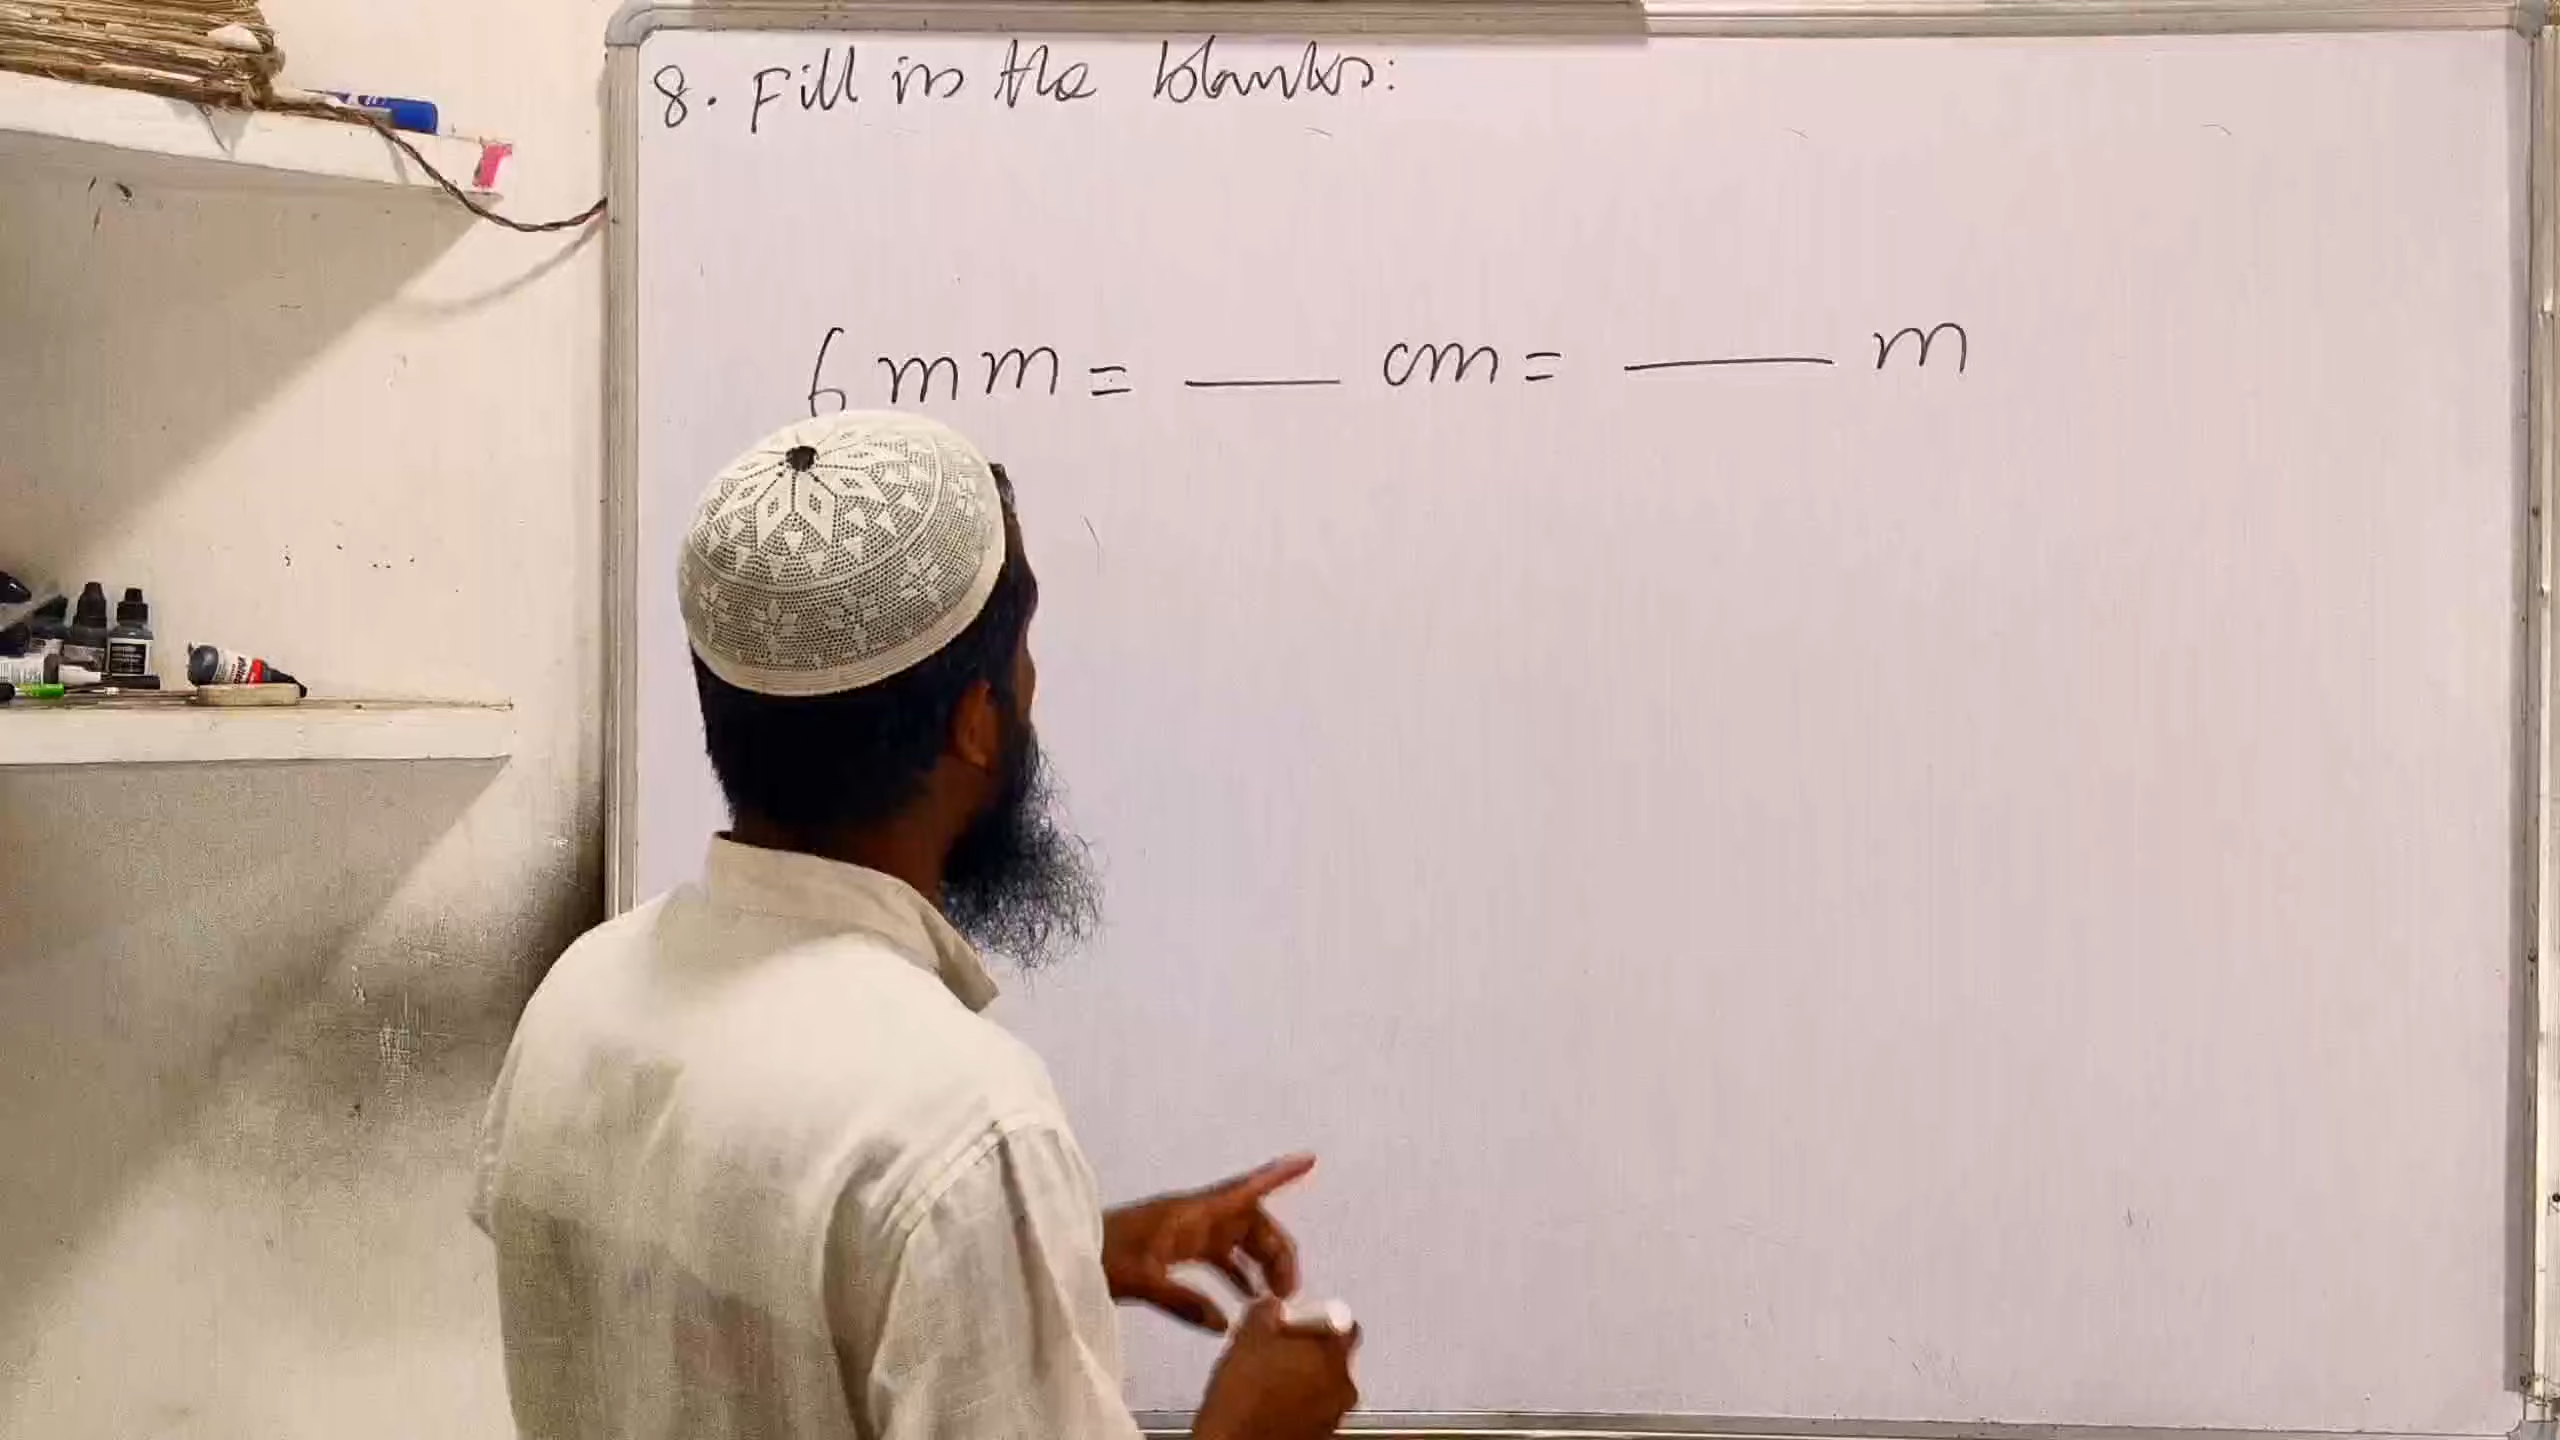 8. Fill in the blanks:
6 mm = ___ cm = ___ m